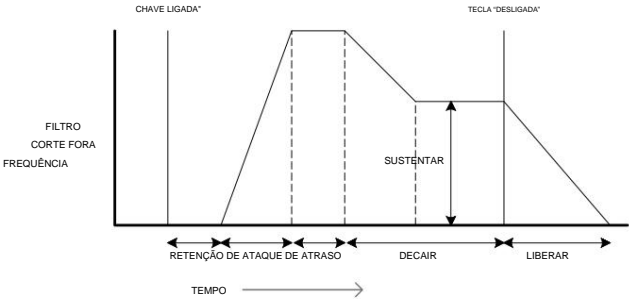 CHAVE LIGADA"
TECLA "DESLIGADA"
FILTRO
CORTE FORA
FREQUÊNCIA
SUSTENTAR
RETENÇÃO DE ATAQUE DE ATRASO
DECAIR
LIBERAR
TEMPO